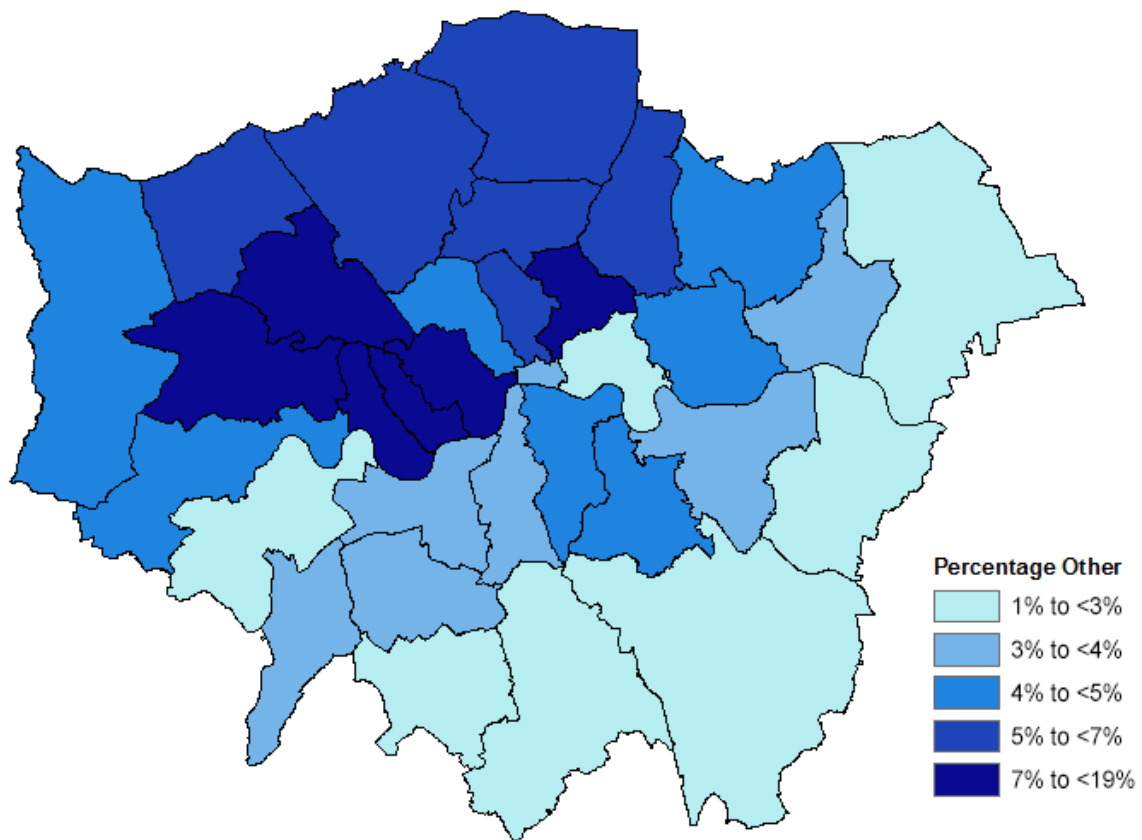 Percentage Other
1% to <3%
3% to <4%
4% to <5%
5% to <7%
7% to <19%